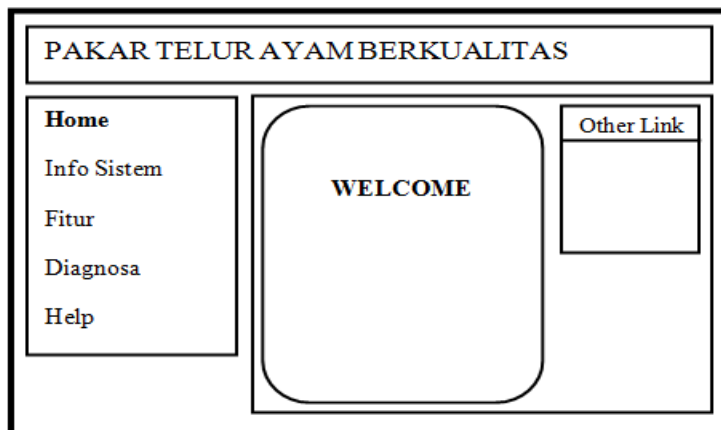 PAKAR TELUR AYAM BERKUALITAS
Home
Info Sistem
Fitur
Diagnosa
Help
WELCOME
Other Link